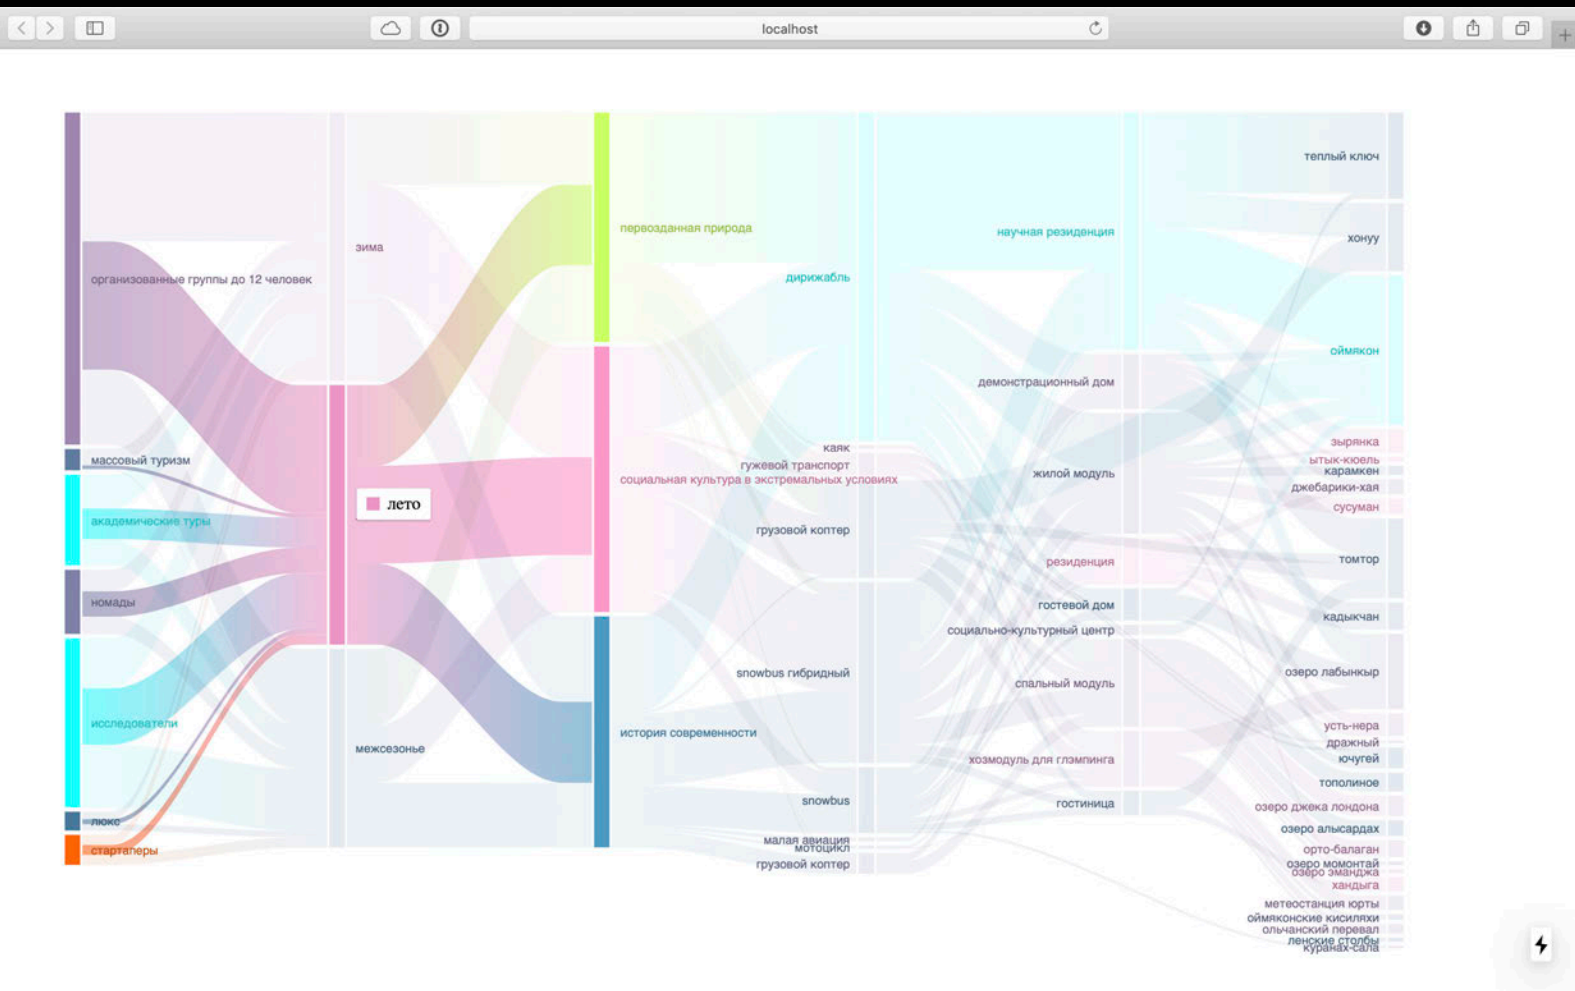 localhost
организованные группы до 12 человек
массовый туризм
академические туры
номады
исследователи
люкс
стартаперы
зима
лето
межсезонье
первозданная природа
социальная культура в экстремальных условиях
история современности
дирижабль
каяк
гужевой транспорт
грузовой коптер
snowbus гибридный
snowbus
малая авиация
мотоцикл
грузовой коптер
научная резиденция
демонстрационный дом
жилой модуль
резиденция
гостевой дом
социально-культурный центр
спальный модуль
хозмодуль для глэмпинга
гостиница
теплый ключ
хонуу
оймякон
зырянка
ытык-кюель
карамкен
джебарики-хая
сусуман
томтор
кадыкчан
озеро лабынкыр
усть-нера
дражный
ючугей
тополиное
озеро джека лондона
озеро алысардах
орто-балаган
озеро момонтай
озеро эманджа
хандыга
метеостанция юрты
оймяконские кисиляхи
ольчанский перевал
ленские столбы
куранах-сала